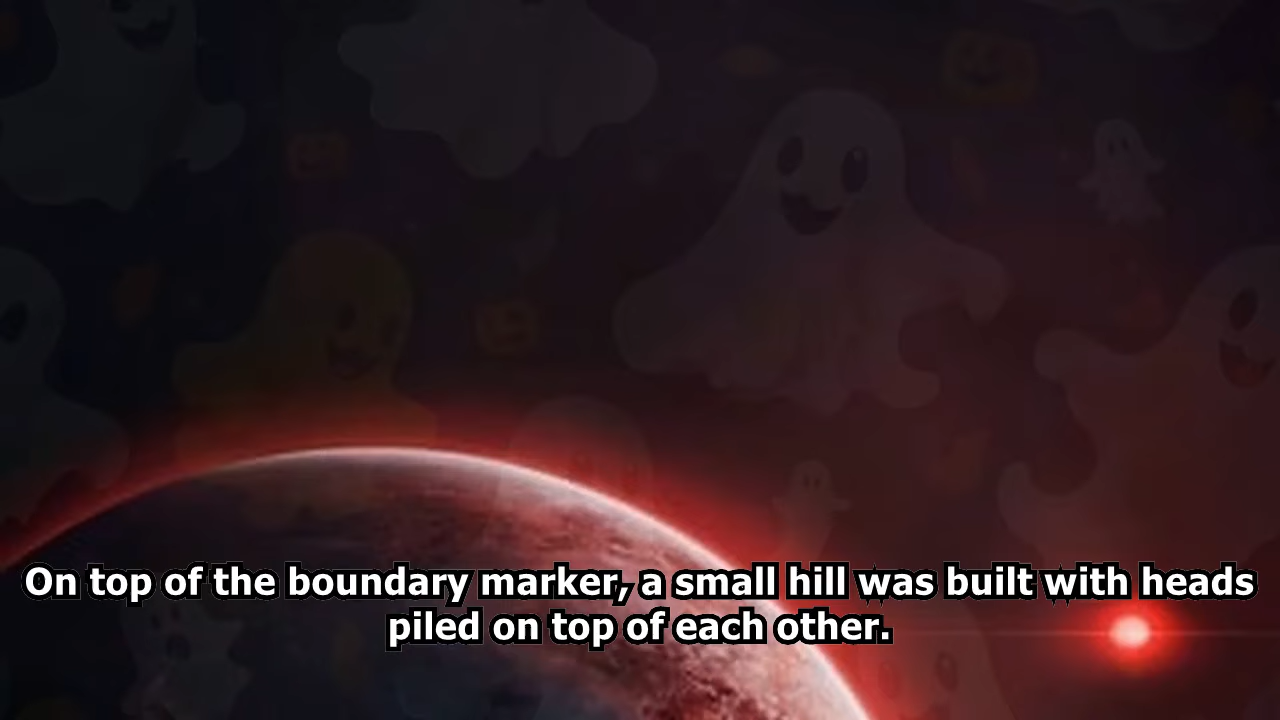 On top of the boundary marker, a small hill was built with heads
piled on top of each other.